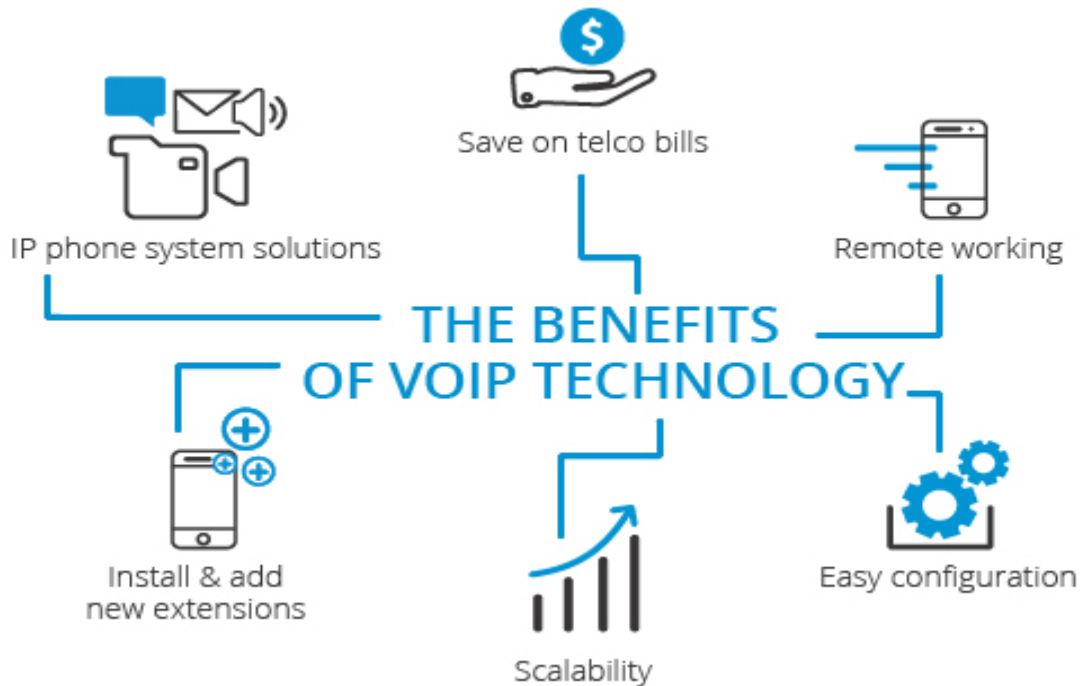 Save on telco bills
IP phone system solutions
Remote working
THE BENEFITS
OF VOIP TECHNOLOGY
Install & add
new extensions
Scalability
Easy configuration